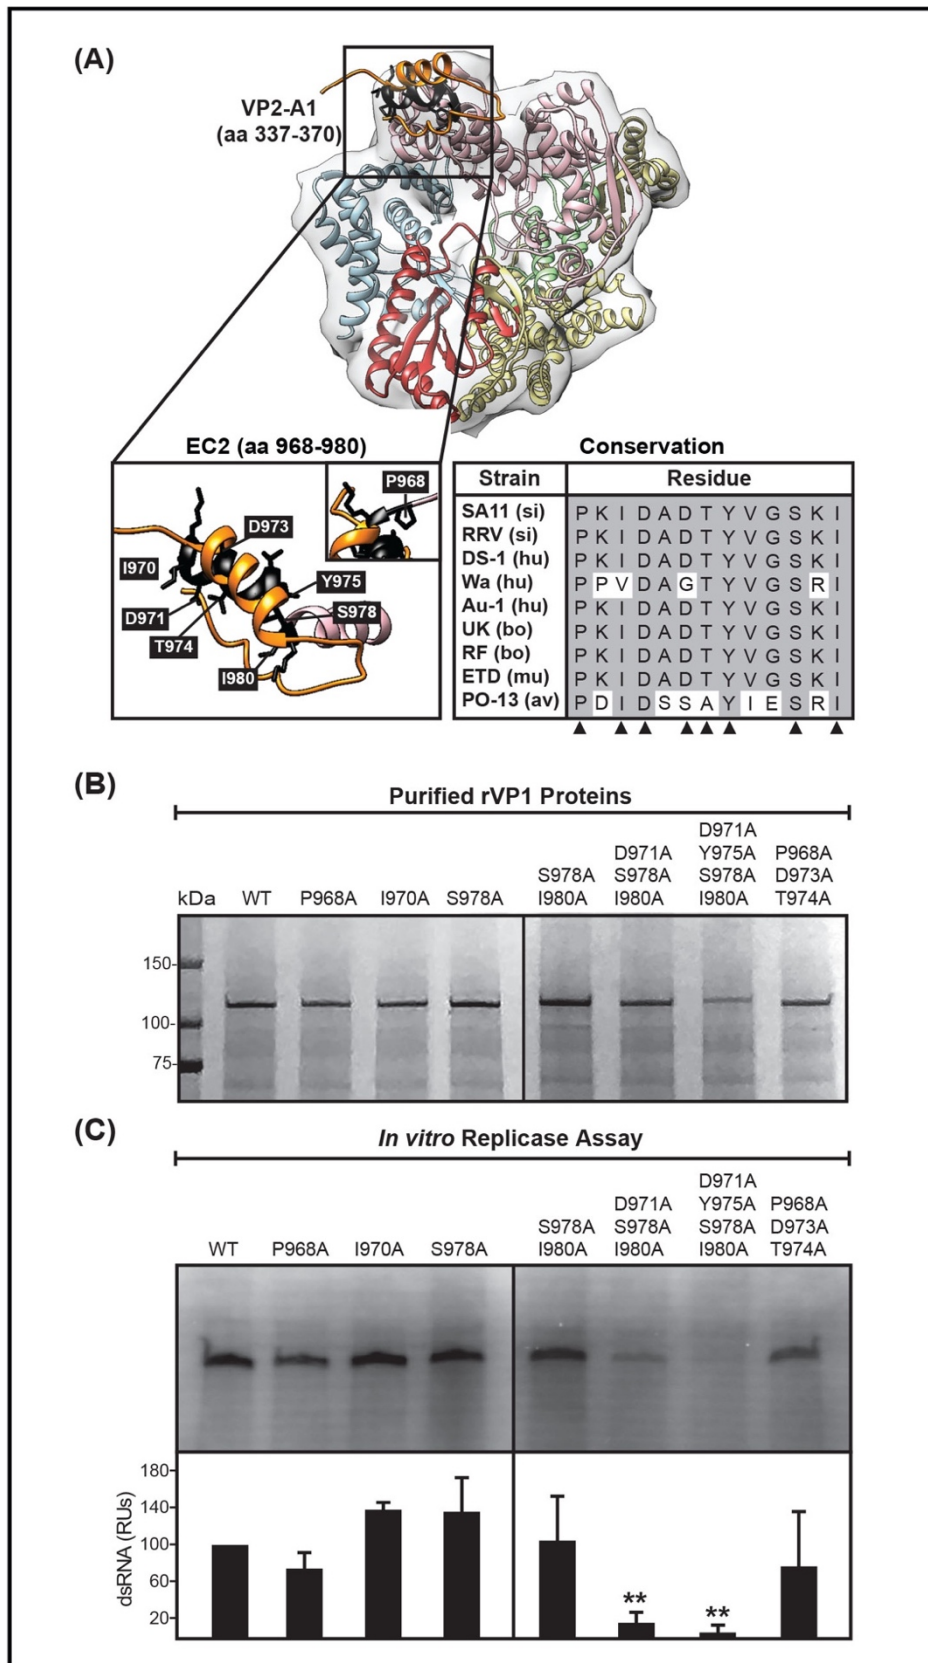 (A)
VP2-A1
(aa 337-370)
EC2 (aa 968-980)
P968
D973
I970
Y975
D971
S978
T974
I980
Conservation
Strain Residue
SA11 (si) P K I D A D T Y V G S K I
RRV (si) P K I D A D T Y V G S K I
DS-1 (hu) P K I D A D T Y V G S K I
Wa (hu) P P V D A G T Y V G S R I
Au-1 (hu) P K I D A D T Y V G S K I
UK (bo) P K I D A D T Y V G S K I
RF (bo) P K I D A D T Y V G S K I
ETD (mu) P K I D A D T Y V G S K I
PO-13 (av) P D I D S S A Y I E S R I
(B)
Purified rVP1 Proteins
D971A
D971A Y975A P968A
S978A S978A S978A D973A
kDa WT P968A I970A S978A I980A I980A I980A T974A
150-
100-
75-
(C)
In vitro Replicase Assay
D971A
D971A Y975A P968A
S978A S978A S978A D973A
WT P968A I970A S978A I980A I980A I980A T974A
dsRNA (RUs)
180
140
100
60
20
** **